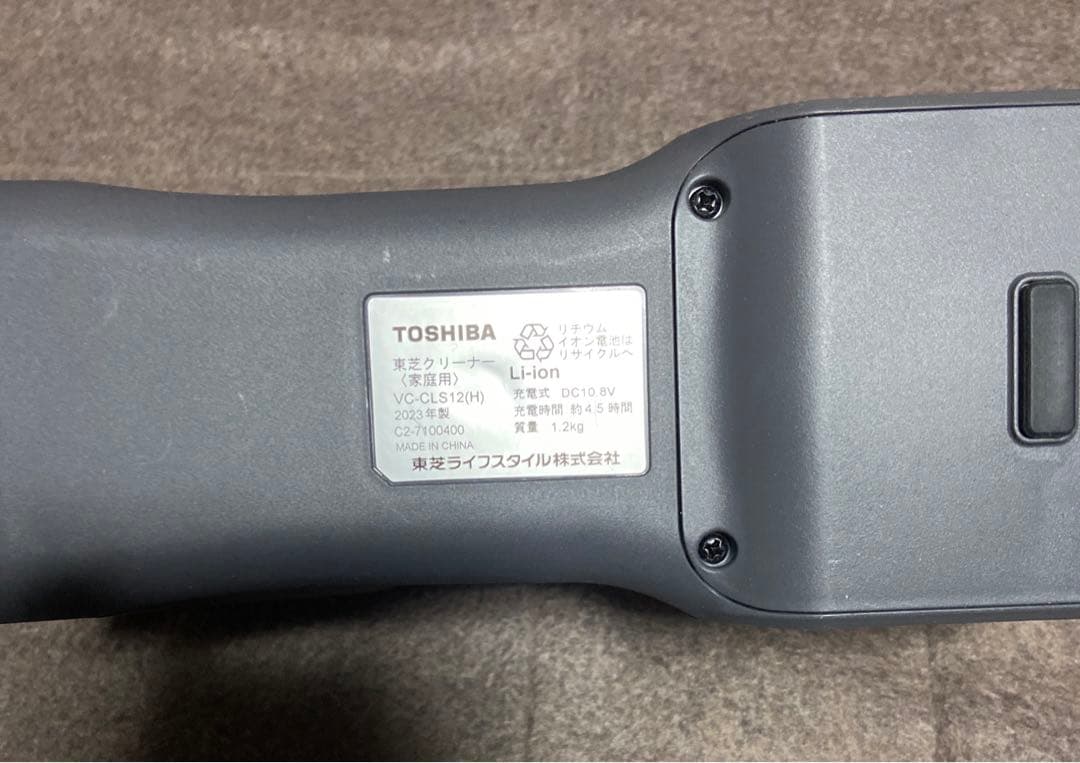 TOSHIBA
東芝クリーナー
〈家庭用〉
VC-CLS12(H)
2023年製
C2-7100400
MADE IN CHINA
リチウム
イオン電池は
リサイクルへ
Li-ion
充電式 DC10.8V
充電時間 約4.5時間
質量 1.2kg
東芝ライフスタイル株式会社